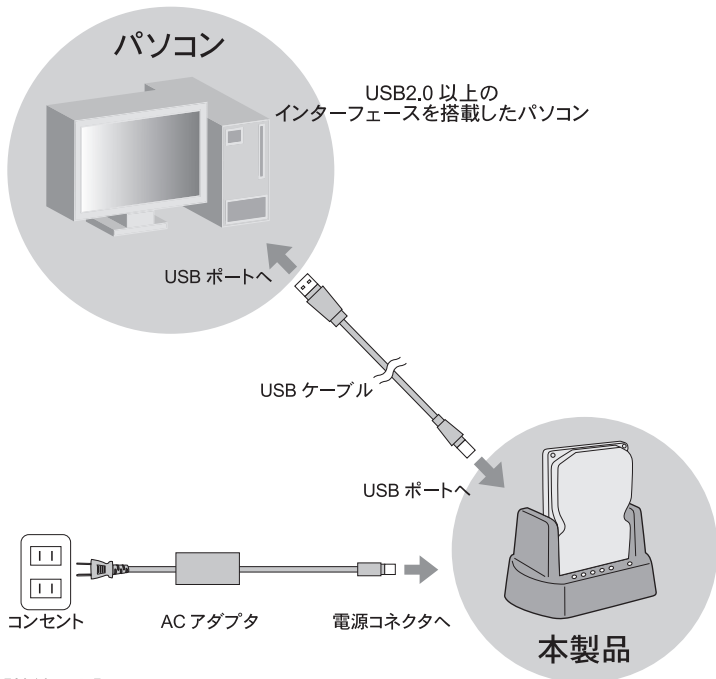 パソコン
USB2.0 以上の
インターフェースを搭載したパソコン
USB ポートへ
USB ケーブル
USB ポートへ
コンセント
AC アダプタ
電源コネクタへ
本製品